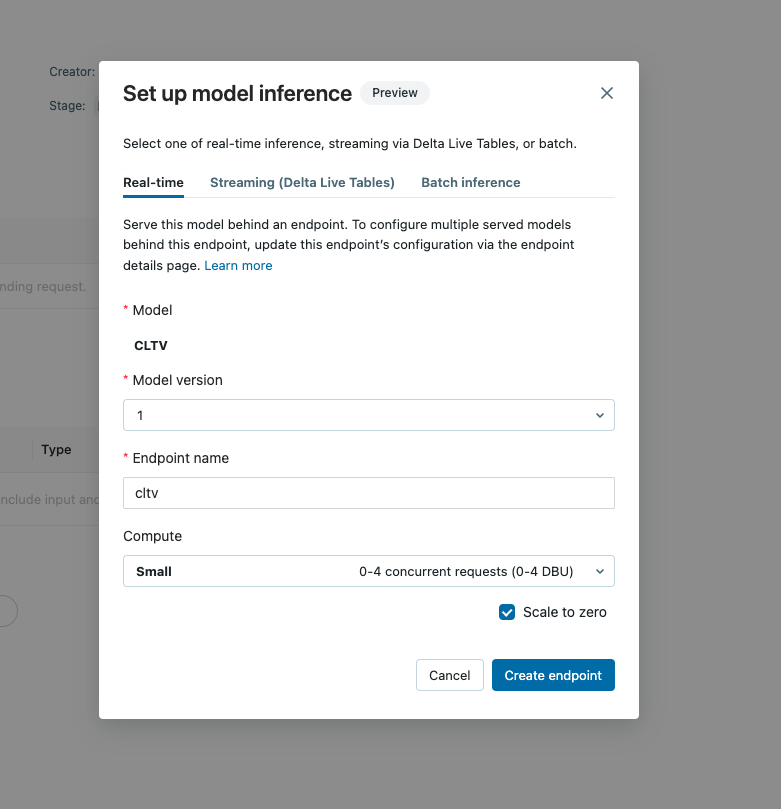 Creator:
Stage:
Set up model inference
Preview
Select one of real-time inference, streaming via Delta Live Tables, or batch.
Real-time
Streaming (Delta Live Tables)
Batch inference
Serve this model behind an endpoint. To configure multiple served models
behind this endpoint, update this endpoint's configuration via the endpoint
details page. Learn more
nding request.
* Model
CLTV
* Model version
1
Type
* Endpoint name
nclude input and
cltv
Compute
Small
0-4 concurrent requests (0-4 DBU)
Scale to zero
Cancel
Create endpoint